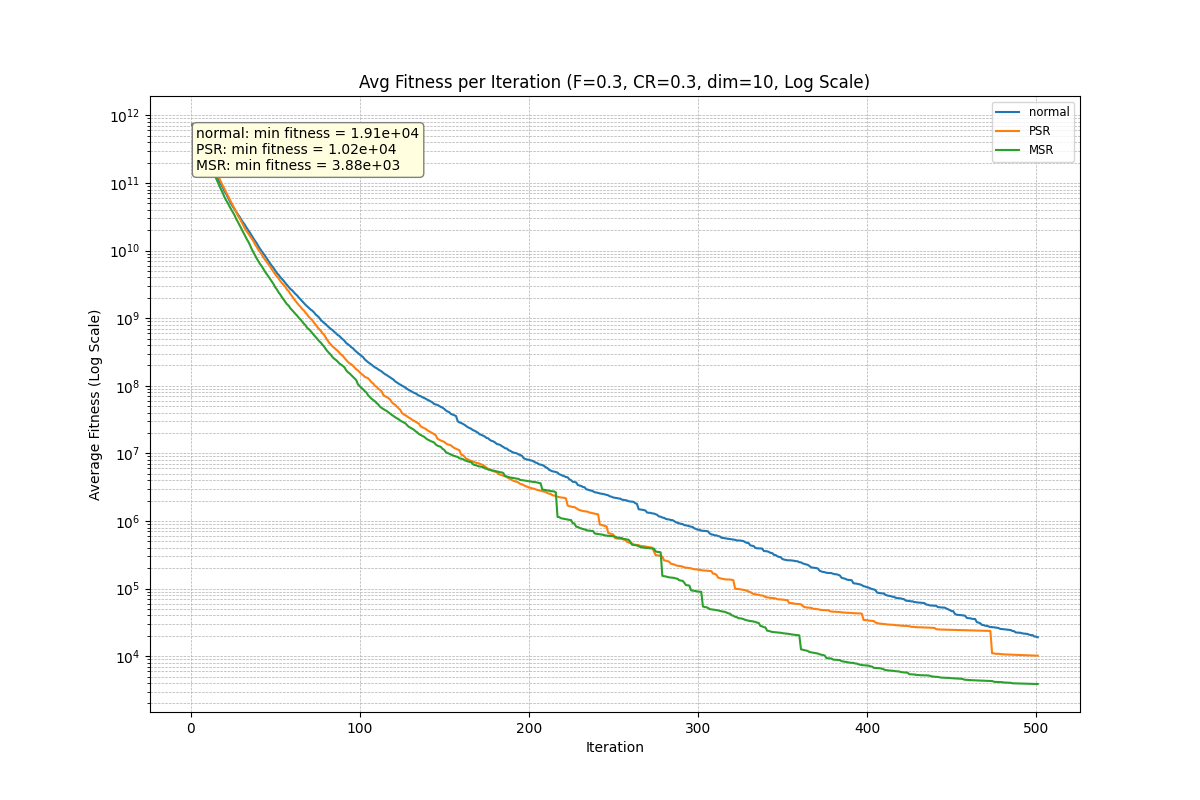 Avg Fitness per Iteration (F=0.3, CR=0.3, dim=10, Log Scale)
normal: min fitness = 1.91e+04
PSR: min fitness = 1.02e+04
MSR: min fitness = 3.88e+03
normal
PSR
MSR
Average Fitness (Log Scale)
10¹²
10¹¹
10¹⁰
10⁹
10⁸
10⁷
10⁶
10⁵
10⁴
0 100 200 300 400 500
Iteration